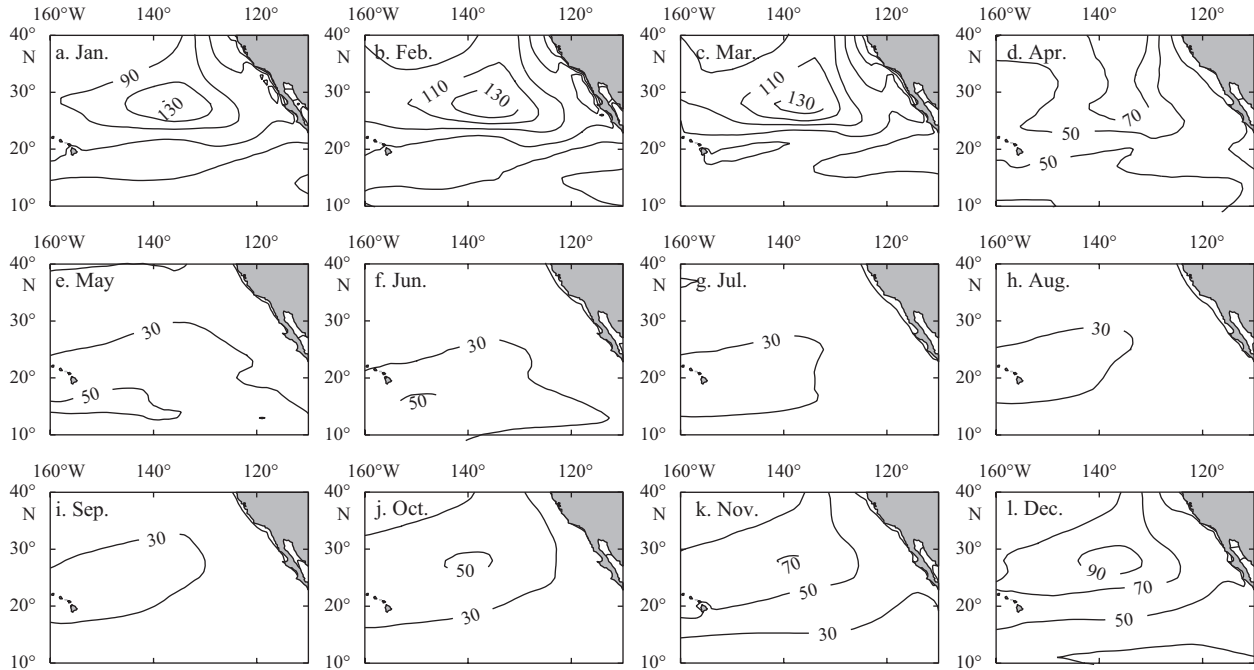 160°W 140° 120° 160°W 140° 120° 160°W 140° 120° 160°W 140° 120°
40° 40° 40° 40°
N a. Jan. N b. Feb. N c. Mar. N d. Apr.
90 130 110 130 110 130 70 50 50
30° 30° 30° 30°
20° 20° 20° 20°
10° 10° 10° 10°
160°W 140° 120° 160°W 140° 120° 160°W 140° 120° 160°W 140° 120°
40° 40° 40° 40°
N e. May N f. Jun. N g. Jul. N h. Aug.
30 50 30 50 30 30
30° 30° 30° 30°
20° 20° 20° 20°
10° 10° 10° 10°
160°W 140° 120° 160°W 140° 120° 160°W 140° 120° 160°W 140° 120°
40° 40° 40° 40°
N i. Sep. N j. Oct. N k. Nov. N l. Dec.
30 50 30 70 50 30 90 70 50
30° 30° 30° 30°
20° 20° 20° 20°
10° 10° 10° 10°